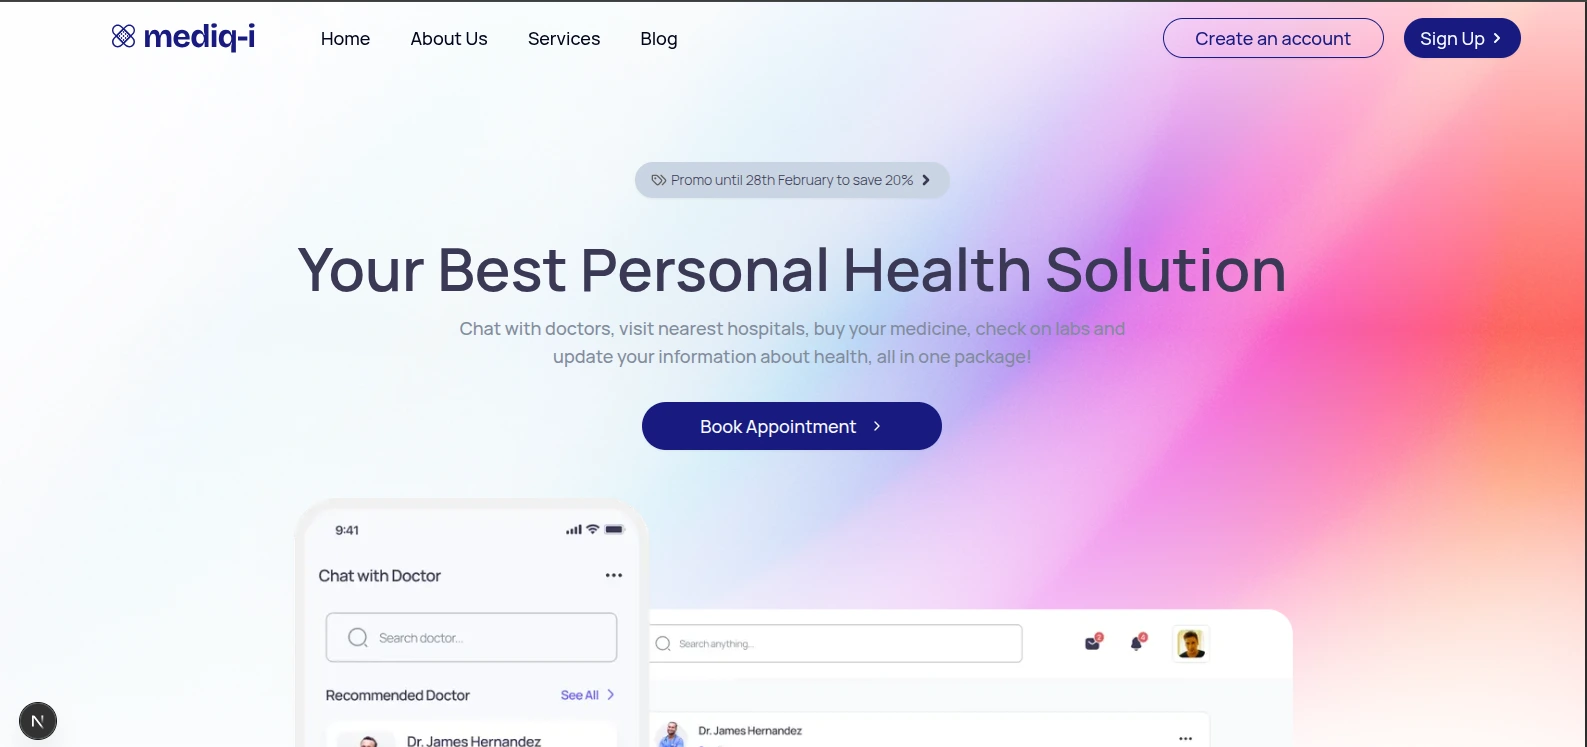 mediq-i
Home
About Us
Services
Blog
Create an account
Sign Up
Promo until 28th February to save 20%
Your Best Personal Health Solution
Chat with doctors, visit nearest hospitals, buy your medicine, check on labs and
update your information about health, all in one package!
Book Appointment
9:41
Chat with Doctor
Search doctor...
Recommended Doctor
See All
Dr. James Hernandez
Search anything...
2
Dr. James Hernandez
N